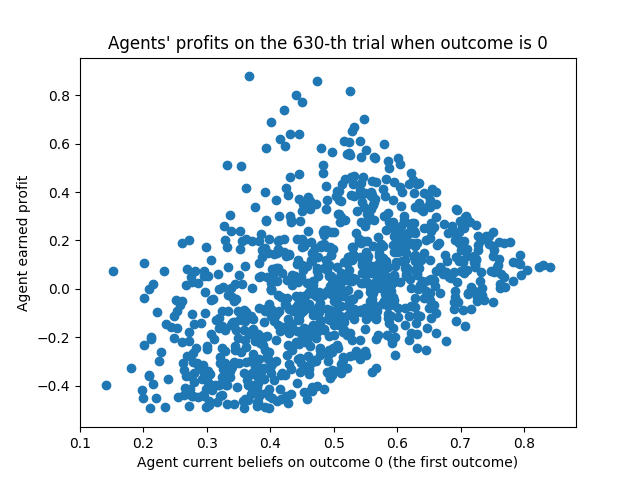 Agents' profits on the 630-th trial when outcome is 0
Agent earned profit
0.8
0.6
0.4
0.2
0.0
−0.2
−0.4
0.1 0.2 0.3 0.4 0.5 0.6 0.7 0.8
Agent current beliefs on outcome 0 (the first outcome)